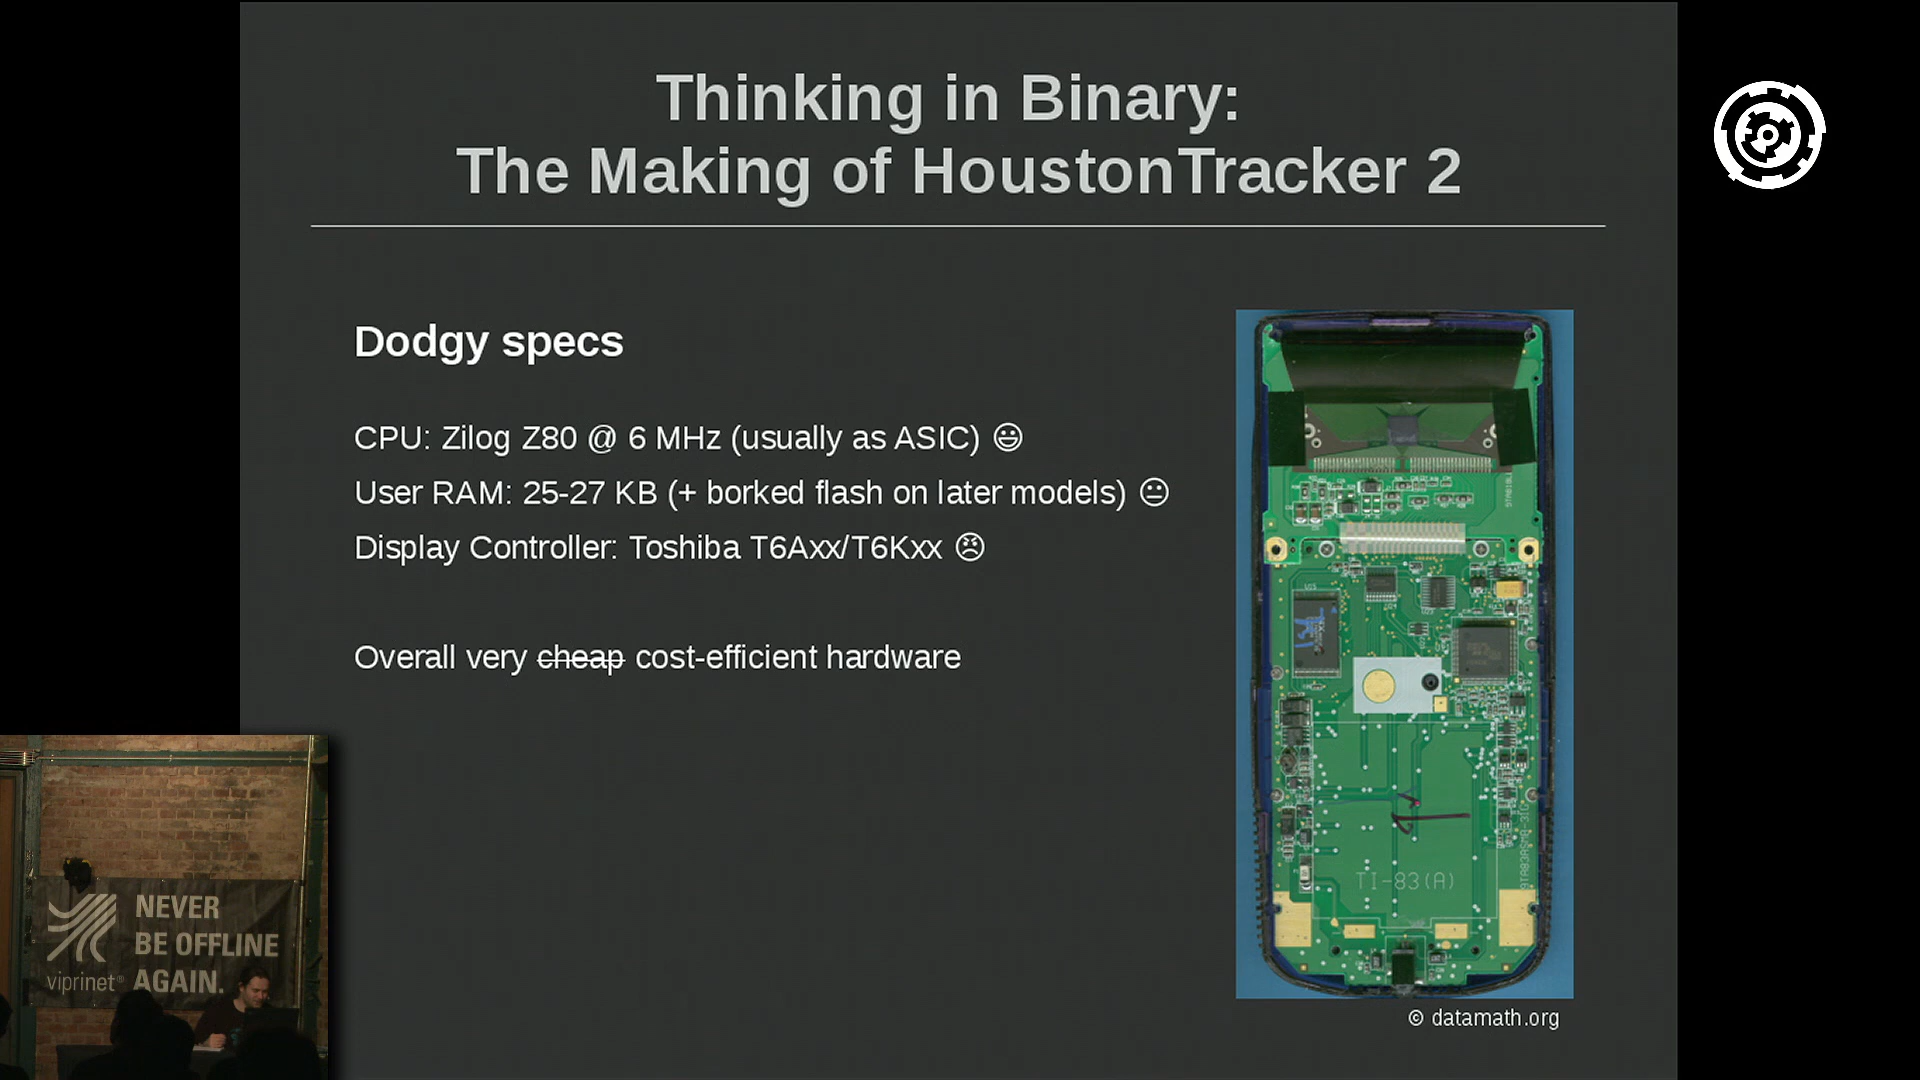 Thinking in Binary:
The Making of HoustonTracker 2
Dodgy specs
CPU: Zilog Z80 @ 6 MHz (usually as ASIC) 😃
User RAM: 25-27 KB (+ borked flash on later models) 😐
Display Controller: Toshiba T6Axx/T6Kxx 😠
Overall very cheap cost-efficient hardware
TI-83(A)
© datamath.org
NEVER
BE OFFLINE
AGAIN.
viprinet®